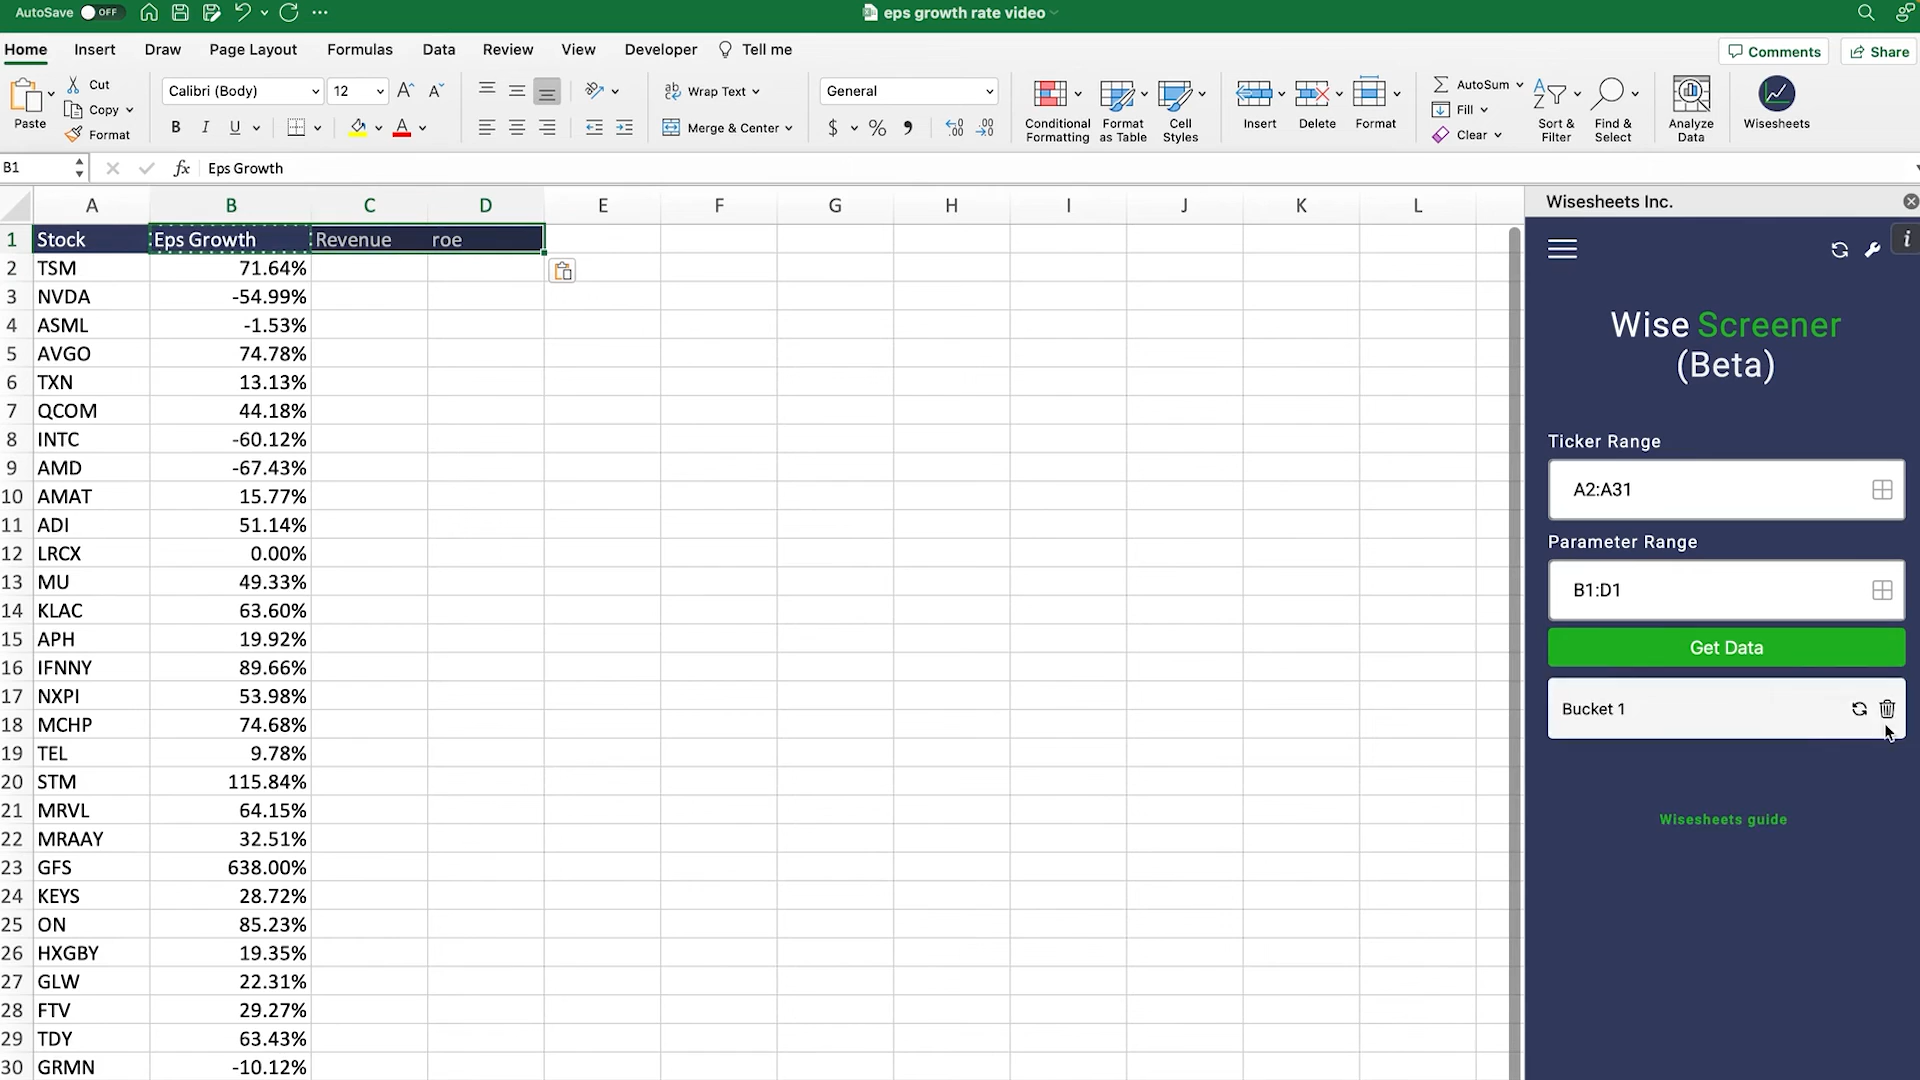 AutoSave OFF eps growth rate video
Home Insert Draw Page Layout Formulas Data Review View Developer Tell me Comments Share
Paste Cut Copy Format
Calibri (Body) 12 A^ A˅
B I U A
Wrap Text Merge & Center
General
$ % 9
Conditional Formatting Format as Table Cell Styles
Insert Delete Format
AutoSum Fill Clear
Sort & Filter Find & Select
Analyze Data
Wisesheets
B1 fx Eps Growth
A B C D E F G H I J K L
1 Stock Eps Growth Revenue roe
2 TSM 71.64%
3 NVDA -54.99%
4 ASML -1.53%
5 AVGO 74.78%
6 TXN 13.13%
7 QCOM 44.18%
8 INTC -60.12%
9 AMD -67.43%
10 AMAT 15.77%
11 ADI 51.14%
12 LRCX 0.00%
13 MU 49.33%
14 KLAC 63.60%
15 APH 19.92%
16 IFNNY 89.66%
17 NXPI 53.98%
18 MCHP 74.68%
19 TEL 9.78%
20 STM 115.84%
21 MRVL 64.15%
22 MRAAY 32.51%
23 GFS 638.00%
24 KEYS 28.72%
25 ON 85.23%
26 HXGBY 19.35%
27 GLW 22.31%
28 FTV 29.27%
29 TDY 63.43%
30 GRMN -10.12%
Wisesheets Inc.
i
Wise Screener
(Beta)
Ticker Range
A2:A31
Parameter Range
B1:D1
Get Data
Bucket 1
Wisesheets guide